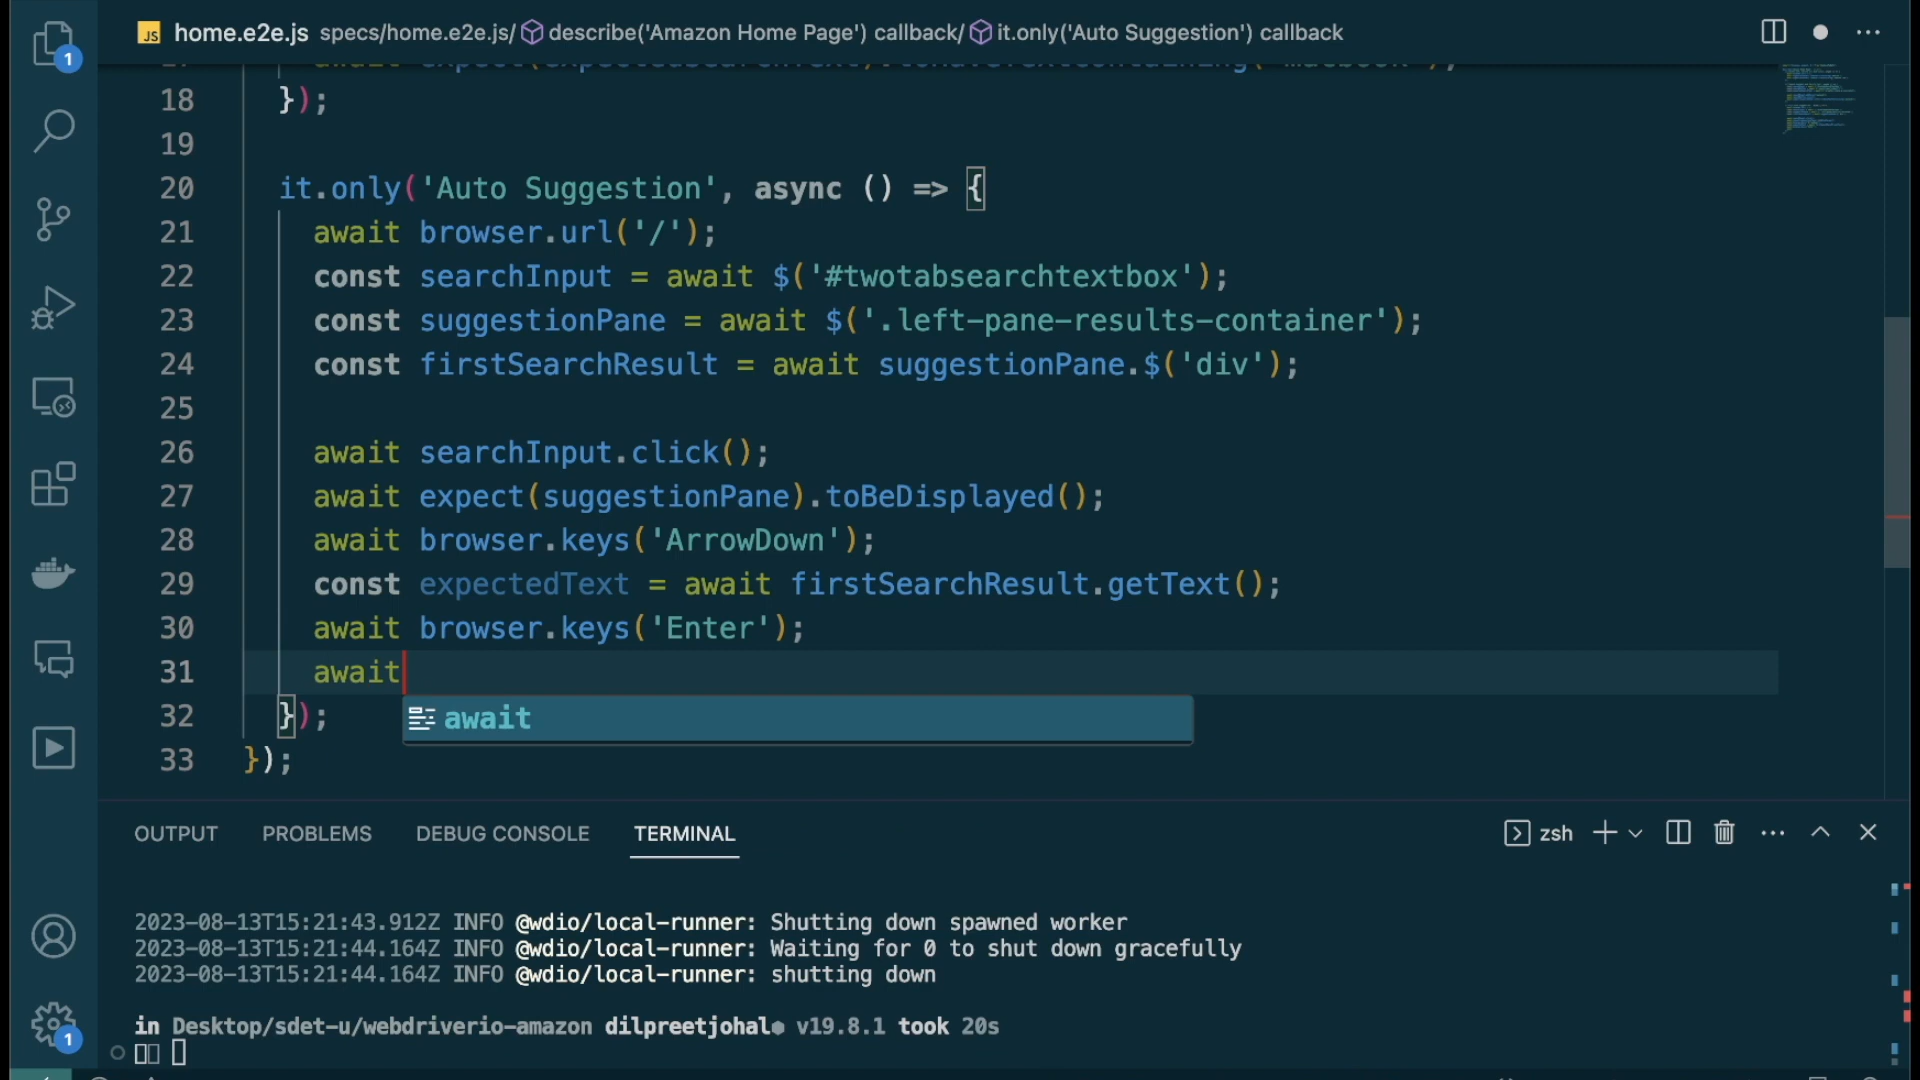 1
JS home.e2e.js specs/home.e2e.js/ describe('Amazon Home Page') callback/ it.only('Auto Suggestion') callback
18 });
19
20 it.only('Auto Suggestion', async () => {
21 await browser.url('/');
22 const searchInput = await $('#twotabsearchtextbox');
23 const suggestionPane = await $('.left-pane-results-container');
24 const firstSearchResult = await suggestionPane.$('div');
25
26 await searchInput.click();
27 await expect(suggestionPane).toBeDisplayed();
28 await browser.keys('ArrowDown');
29 const expectedText = await firstSearchResult.getText();
30 await browser.keys('Enter');
31 await
32 });
await
33 });
OUTPUT PROBLEMS DEBUG CONSOLE TERMINAL zsh
2023-08-13T15:21:43.912Z INFO @wdio/local-runner: Shutting down spawned worker
2023-08-13T15:21:44.164Z INFO @wdio/local-runner: Waiting for 0 to shut down gracefully
2023-08-13T15:21:44.164Z INFO @wdio/local-runner: shutting down
in Desktop/sdet-u/webdriverio-amazon dilpreetjohal● v19.8.1 took 20s
1